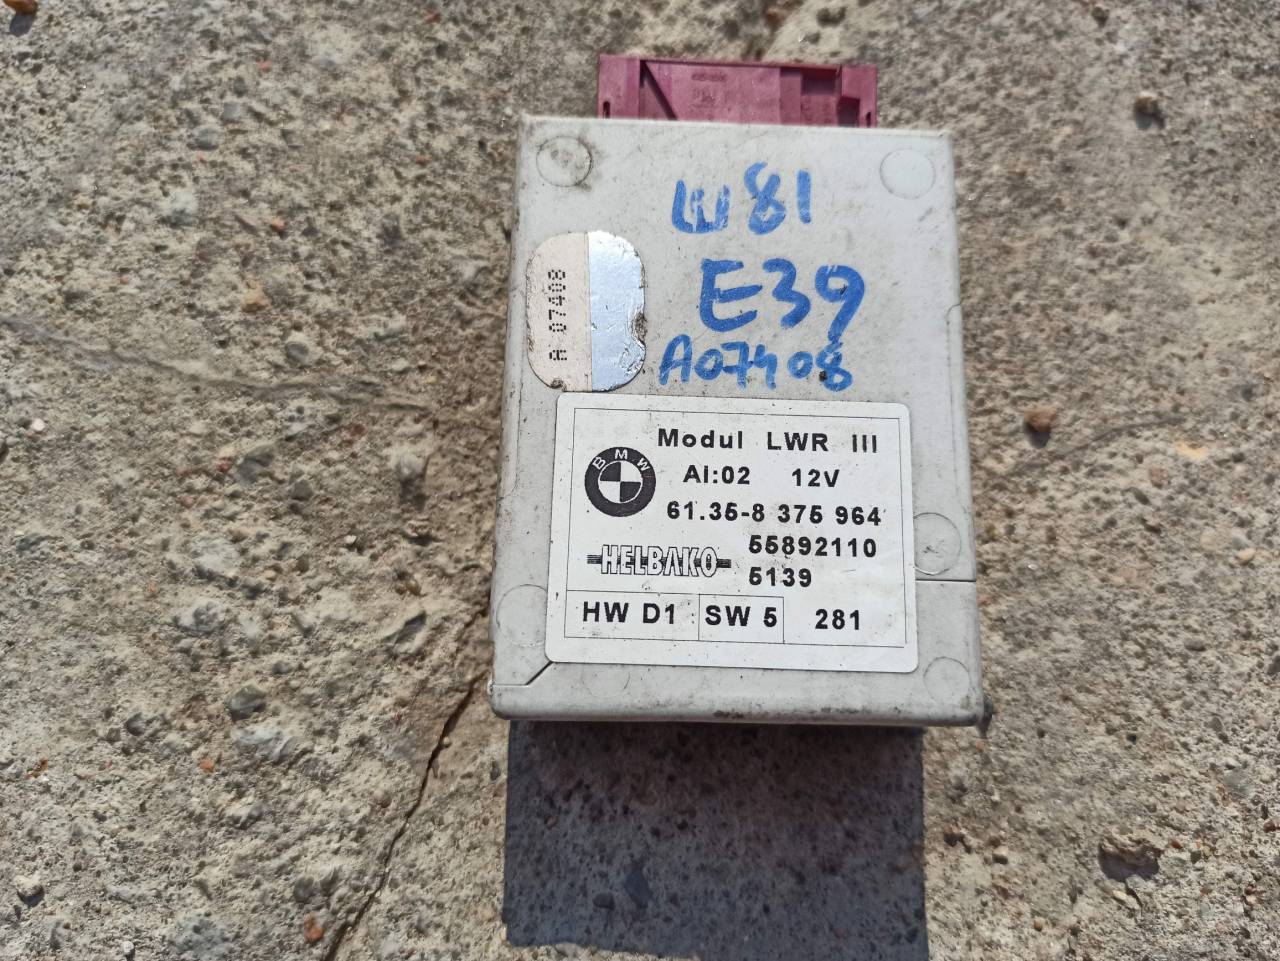 W81
E39
A07408
A 07408
Modul LWR III
BMW
AI:02 12V
61.35-8 375 964
HELBAKO
55892110
5139
HW D1 SW 5 281